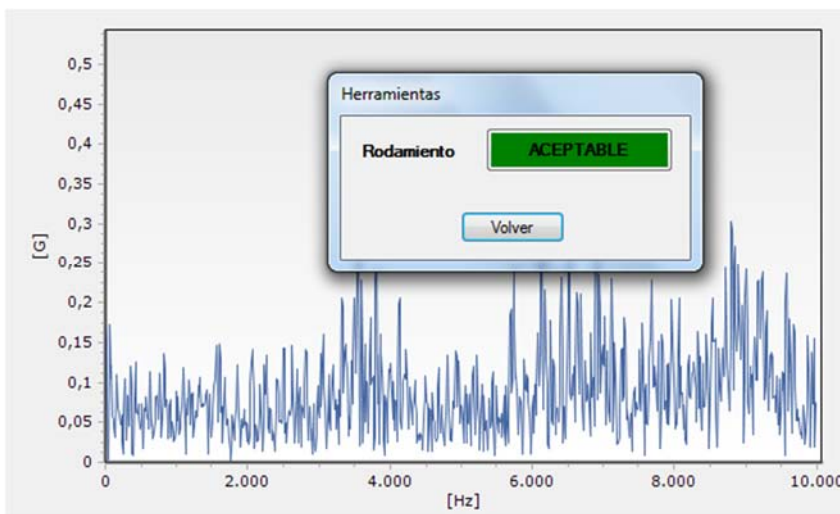 Herramientas
Rodamiento ACEPTABLE
Volver
0,5
0,45
0,4
0,35
0,3
0,25
0,2
0,15
0,1
0,05
0
[G]
0 2.000 4.000 6.000 8.000 10.000
[Hz]